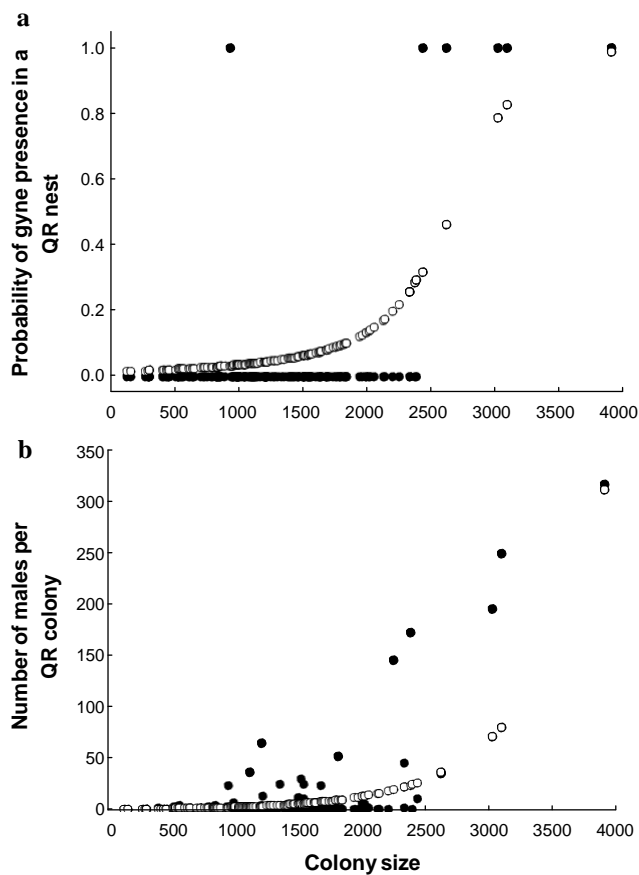 a
Probability of gyne presence in a
QR nest
1.0
0.8
0.6
0.4
0.2
0.0
0 500 1000 1500 2000 2500 3000 3500 4000
b
Number of males per
QR colony
350
300
250
200
150
100
50
0
0 500 1000 1500 2000 2500 3000 3500 4000
Colony size